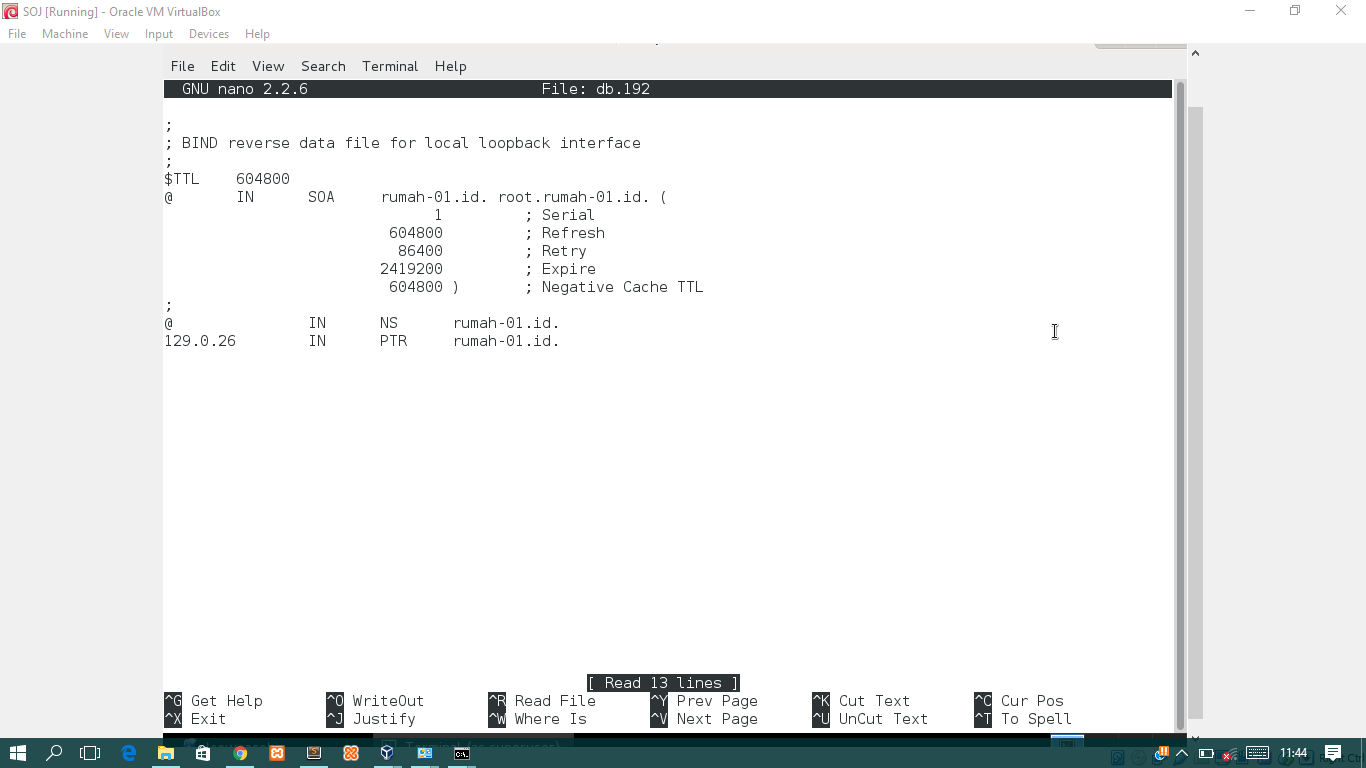 SOJ [Running] - Oracle VM VirtualBox
File Machine View Input Devices Help
File Edit View Search Terminal Help
GNU nano 2.2.6 File: db.192
;
; BIND reverse data file for local loopback interface
;
$TTL 604800
@ IN SOA rumah-01.id. root.rumah-01.id. (
1 ; Serial
604800 ; Refresh
86400 ; Retry
2419200 ; Expire
604800 ) ; Negative Cache TTL
;
@ IN NS rumah-01.id.
129.0.26 IN PTR rumah-01.id.
[ Read 13 lines ]
^G Get Help ^O WriteOut ^R Read File ^Y Prev Page ^K Cut Text ^C Cur Pos
^X Exit ^J Justify ^W Where Is ^V Next Page ^U UnCut Text ^T To Spell
11:44